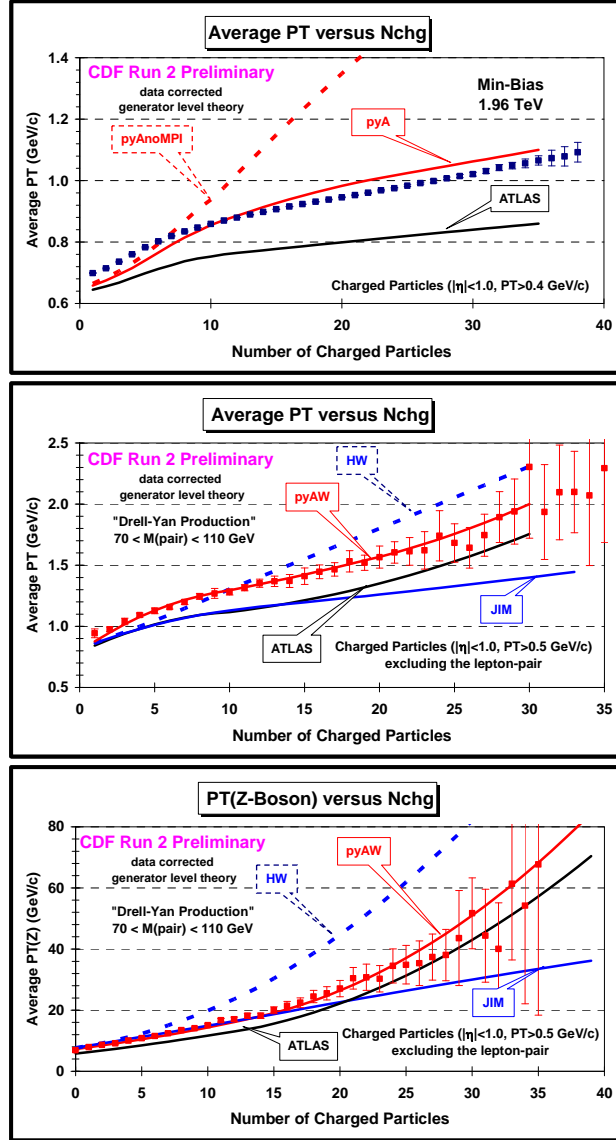 Average PT versus Nchg
CDF Run 2 Preliminary
data corrected
generator level theory
Min-Bias
1.96 TeV
pyAnoMPI
pyA
ATLAS
Charged Particles (|η|<1.0, PT>0.4 GeV/c)
Average PT (GeV/c)
1.4
1.2
1.0
0.8
0.6
0 10 20 30 40
Number of Charged Particles
Average PT versus Nchg
CDF Run 2 Preliminary
data corrected
generator level theory
"Drell-Yan Production"
70 < M(pair) < 110 GeV
HW
pyAW
JIM
ATLAS
Charged Particles (|η|<1.0, PT>0.5 GeV/c)
excluding the lepton-pair
Average PT (GeV/c)
2.5
2.0
1.5
1.0
0.5
0 5 10 15 20 25 30 35
Number of Charged Particles
PT(Z-Boson) versus Nchg
CDF Run 2 Preliminary
data corrected
generator level theory
"Drell-Yan Production"
70 < M(pair) < 110 GeV
HW
pyAW
JIM
ATLAS
Charged Particles (|η|<1.0, PT>0.5 GeV/c)
excluding the lepton-pair
Average PT(Z) (GeV/c)
80
60
40
20
0
0 5 10 15 20 25 30 35 40
Number of Charged Particles